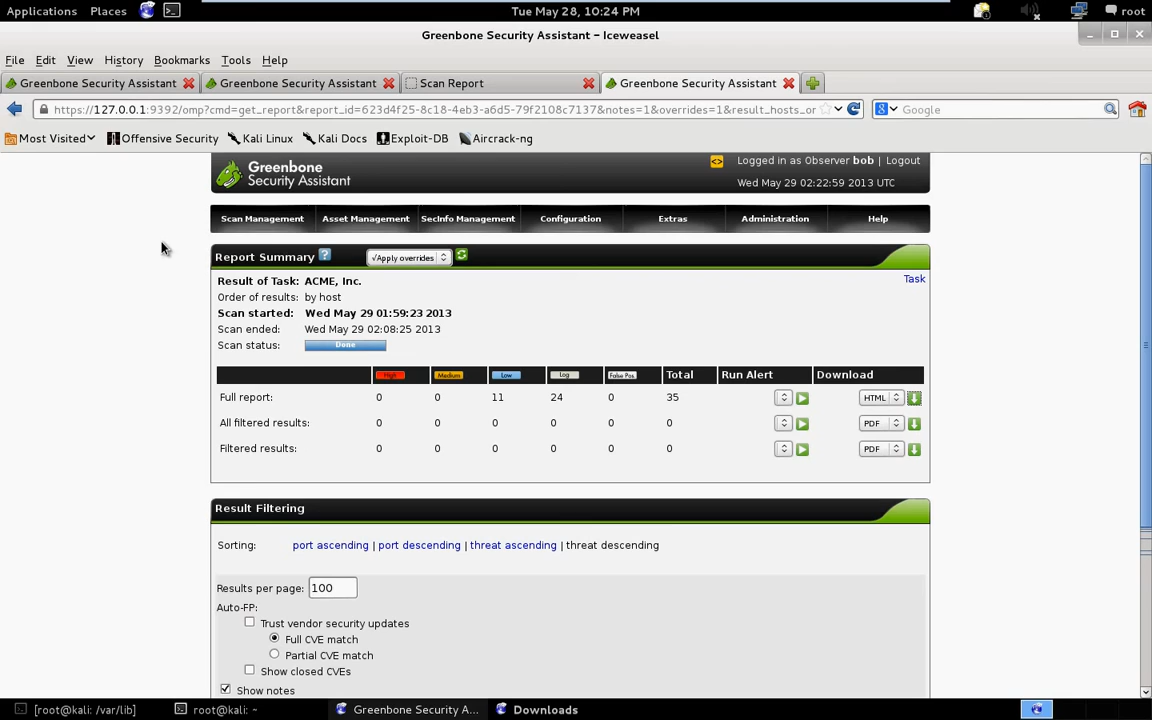 Applications Places Tue May 28, 10:24 PM root
Greenbone Security Assistant - Iceweasel
File Edit View History Bookmarks Tools Help
Greenbone Security Assistant Greenbone Security Assistant Scan Report Greenbone Security Assistant
https://127.0.0.1:9392/omp?cmd=get_report&report_id=623d4f25-8c18-4eb3-a6d5-79f2108c7137&notes=1&overrides=1&result_hosts_or Google
Most Visited Offensive Security Kali Linux Kali Docs Exploit-DB Aircrack-ng
Greenbone Security Assistant
Logged in as Observer bob | Logout
Wed May 29 02:22:59 2013 UTC
Scan Management Asset Management SecInfo Management Configuration Extras Administration Help
Report Summary ? √Apply overrides
Result of Task: ACME, Inc. Task
Order of results: by host
Scan started: Wed May 29 01:59:23 2013
Scan ended: Wed May 29 02:08:25 2013
Scan status: Done
High Medium Low Log False Pos. Total Run Alert Download
Full report: 0 0 11 24 0 35 HTML
All filtered results: 0 0 0 0 0 0 PDF
Filtered results: 0 0 0 0 0 0 PDF
Result Filtering
Sorting: port ascending | port descending | threat ascending | threat descending
Results per page: 100
Auto-FP:
Trust vendor security updates
Full CVE match
Partial CVE match
Show closed CVEs
Show notes
[root@kali: /var/lib] root@kali: ~ Greenbone Security A... Downloads